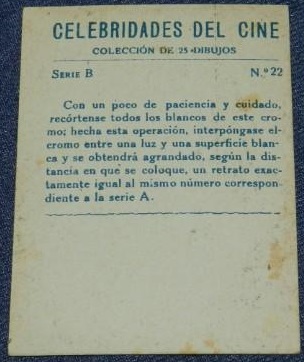 CELEBRIDADES DEL CINE
COLECCIÓN DE 25 DIBUJOS
SERIE B N.º 22
Con un poco de paciencia y cuidado,
recórtense todos los blancos de este cro-
mo; hecha esta operación, interpóngase el
cromo entre una luz y una superficie blan-
ca y se obtendrá agrandado, según la dis-
tancia en que se coloque, un retrato exac-
tamente igual al mismo número correspon-
diente a la serie A.